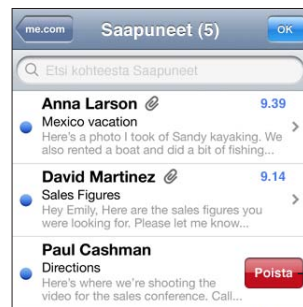 me.com Saapuneet (5) OK
Etsi kohteesta Saapuneet
Anna Larson 9.39
Mexico vacation
Here's a photo I took of Sandy kayaking. We
also rented a boat and did a bit of fishing...
David Martinez 9.14
Sales Figures
Hey Emily, Here are the sales figures you
were looking for. Please let me know...
Paul Cashman
Directions
Here's where we're shooting the
video for the sales conference. Call...
Poista